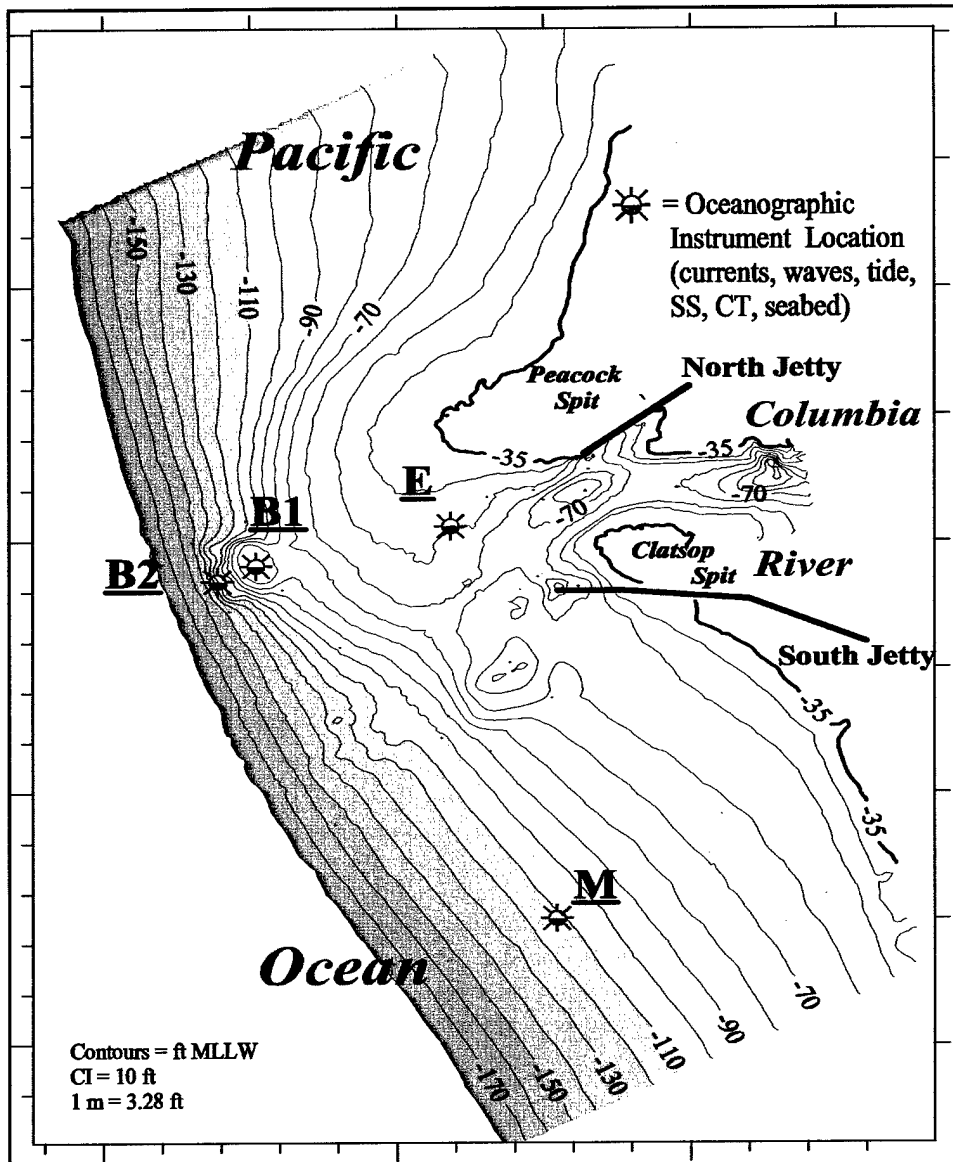 Pacific
= Oceanographic
Instrument Location
(currents, waves, tide,
SS, CT, seabed)
-150
-130
-110
-90
-70
Peacock
Spit
North Jetty
Columbia
-35
-35
-70
-70
E
B1
B2
Clatsop
Spit
River
South Jetty
-35
-35
M
Ocean
-70
-90
-110
-130
-150
-170
Contours = ft MLLW
CI = 10 ft
1 m = 3.28 ft